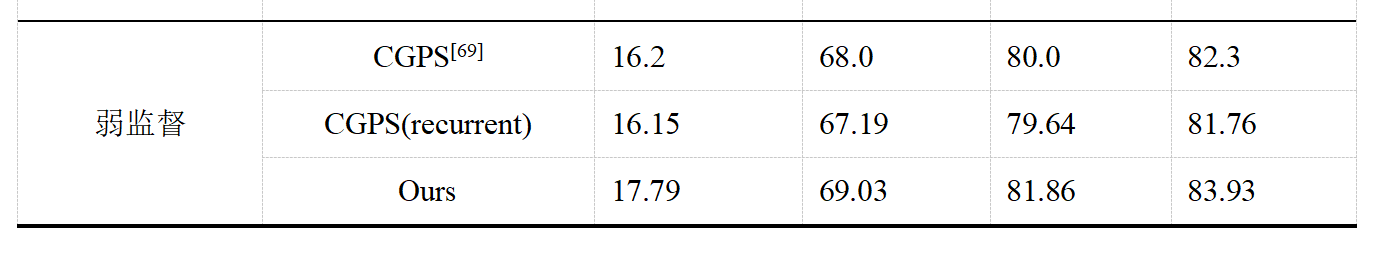 CGPS[69] 16.2 68.0 80.0 82.3
弱监督 CGPS(recurrent) 16.15 67.19 79.64 81.76
Ours 17.79 69.03 81.86 83.93